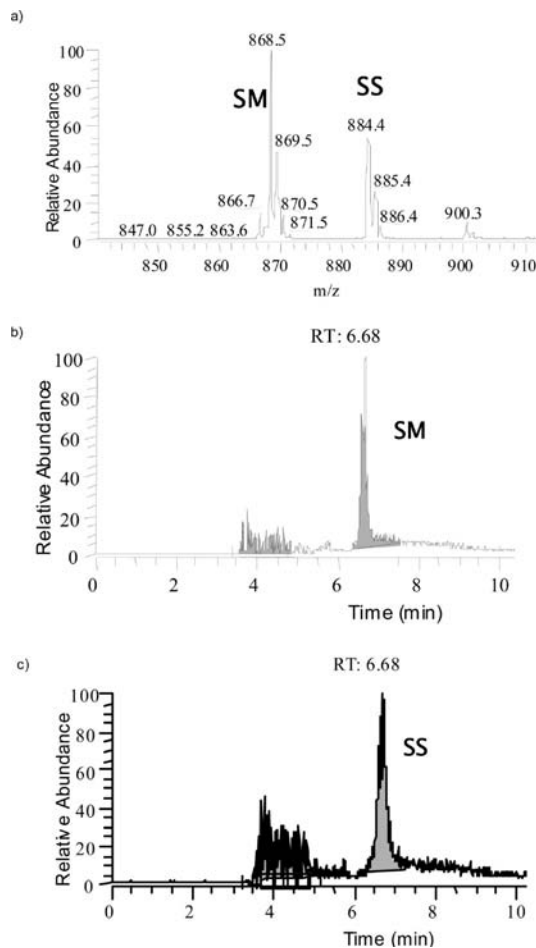 a)
Relative Abundance
100
80
60
40
20
0
868.5
SM
869.5
866.7
870.5
871.5
847.0 855.2 863.6
SS
884.4
885.4
886.4
900.3
850 860 870 880 890 900 910
m/z
b)
RT: 6.68
Relative Abundance
100
80
60
40
20
0
SM
0 2 4 6 8 10
Time (min)
c)
RT: 6.68
Relative Abundance
100
80
60
40
20
0
SS
0 2 4 6 8 10
Time (min)